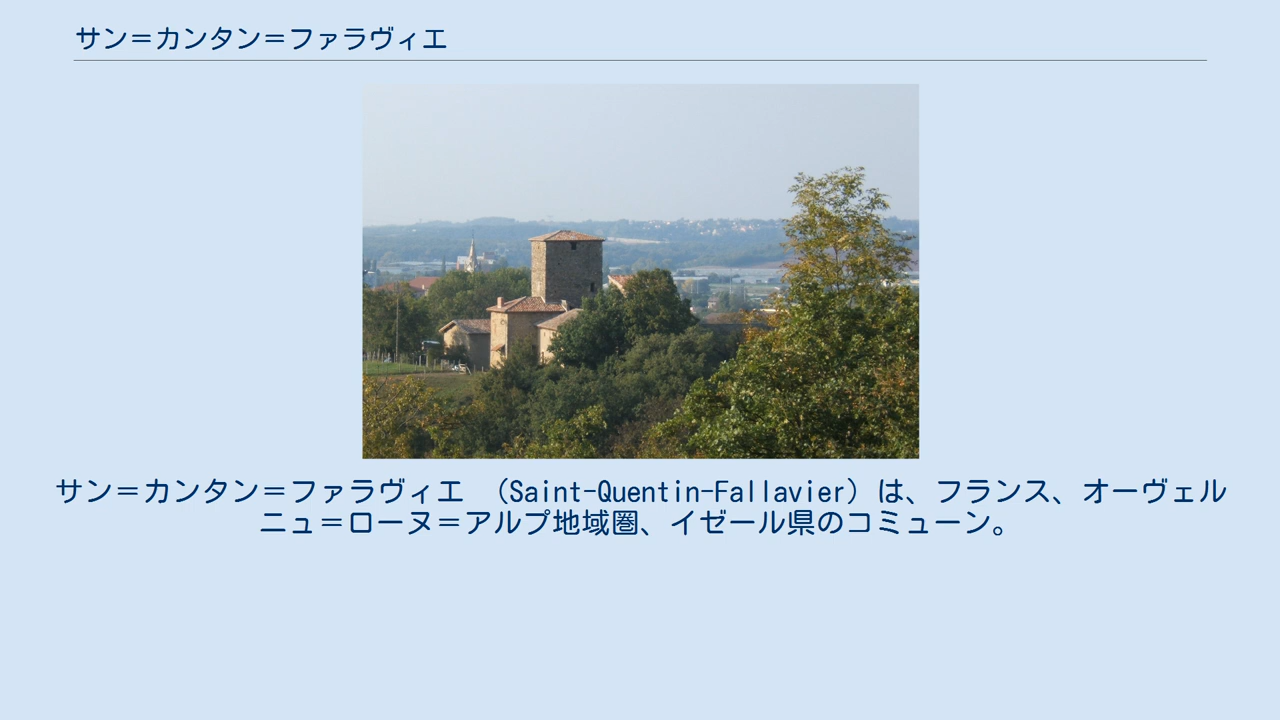 サン＝カンタン＝ファラヴィエ
サン＝カンタン＝ファラヴィエ （Saint-Quentin-Fallavier）は、フランス、オーヴェル
ニュ＝ローヌ＝アルプ地域圏、イゼール県のコミューン。